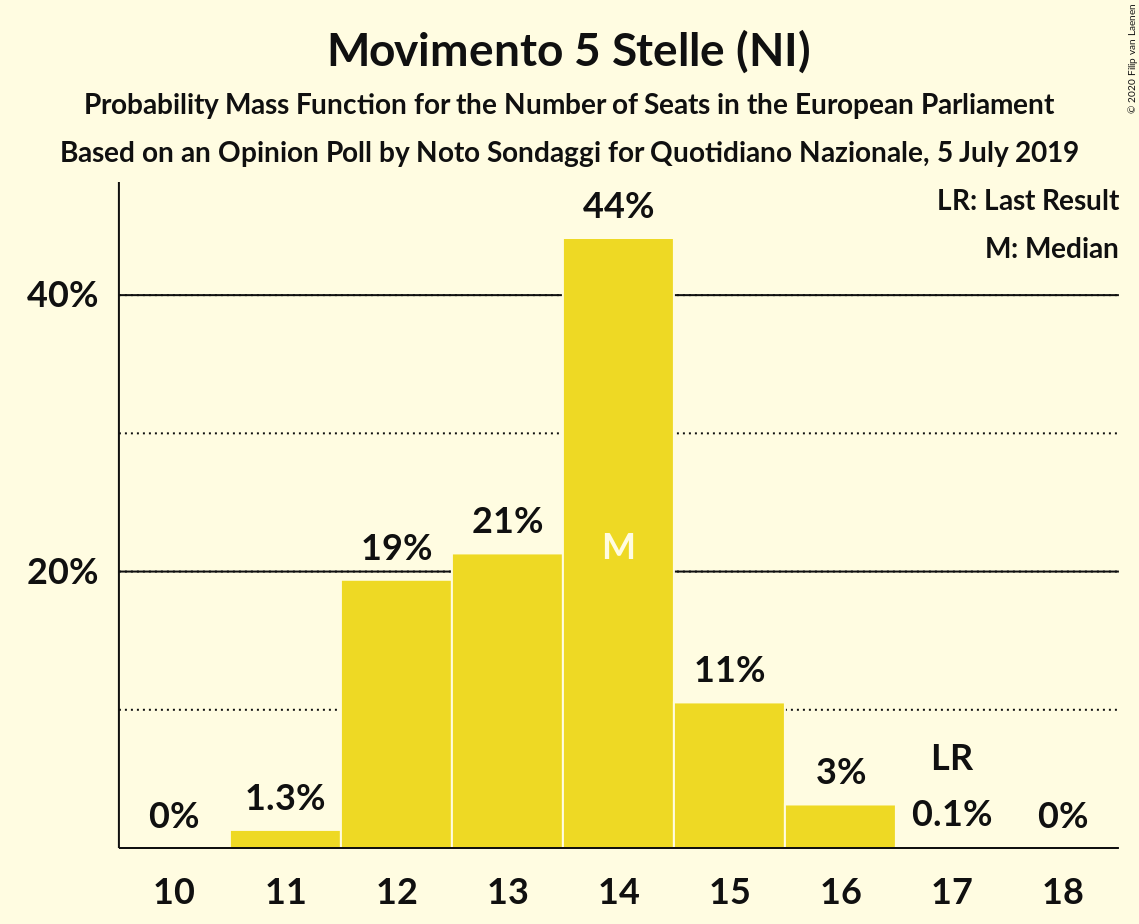 Movimento 5 Stelle (NI)
Probability Mass Function for the Number of Seats in the European Parliament
Based on an Opinion Poll by Noto Sondaggi for Quotidiano Nazionale, 5 July 2019
© 2020 Filip van Laenen
LR: Last Result
M: Median
44%
40%
21%
19%
M
20%
11%
LR
3%
1.3%
0%
0.1%
0%
10 11 12 13 14 15 16 17 18